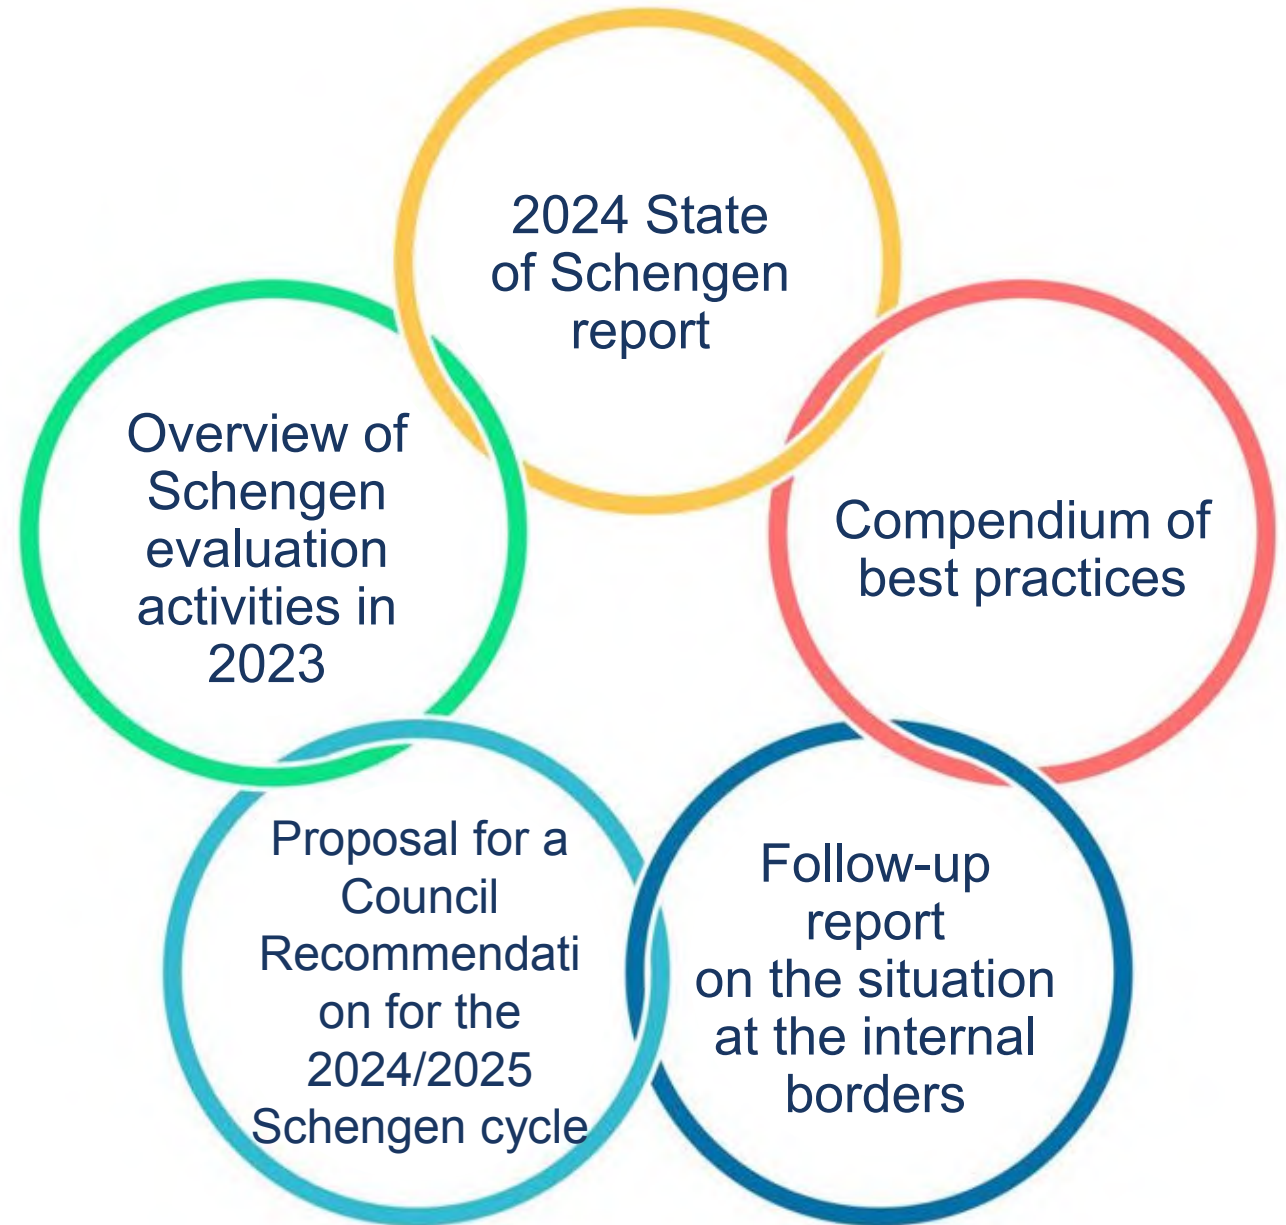 2024 State
of Schengen
report
Overview of
Schengen
evaluation
activities in
2023
Compendium of
best practices
Proposal for a
Council
Recommendati
on for the
2024/2025
Schengen cycle
Follow-up
report
on the situation
at the internal
borders